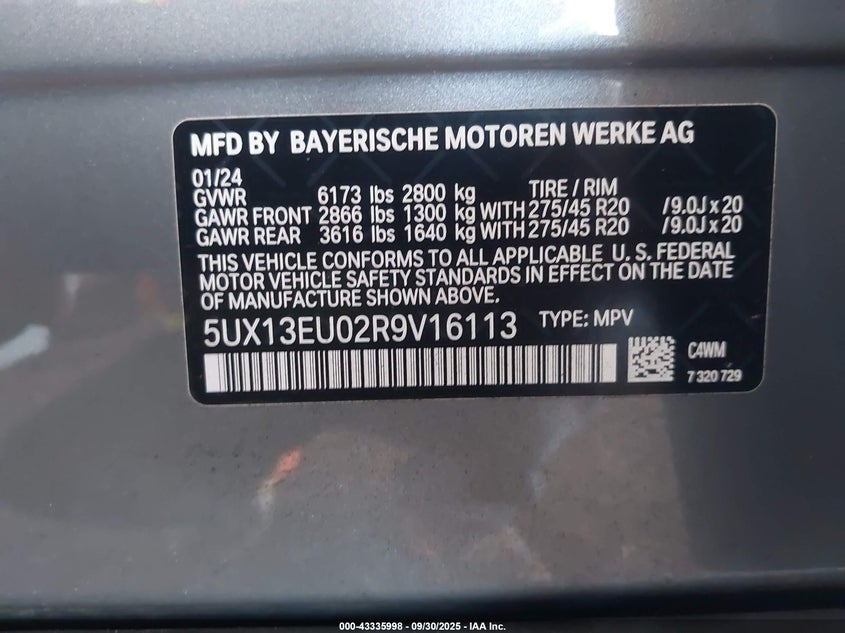 MFD BY BAYERISCHE MOTOREN WERKE AG
01/24
GVWR 6173 lbs 2800 kg TIRE / RIM
GAWR FRONT 2866 lbs 1300 kg WITH 275/45 R20 /9.0J x 20
GAWR REAR 3616 lbs 1640 kg WITH 275/45 R20 /9.0J x 20
THIS VEHICLE CONFORMS TO ALL APPLICABLE U. S. FEDERAL
MOTOR VEHICLE SAFETY STANDARDS IN EFFECT ON THE DATE
OF MANUFACTURE SHOWN ABOVE.
5UX13EU02R9V16113 TYPE: MPV
C4WM
7 320 729
000-43335998 - 09/30/2025 - IAA Inc.